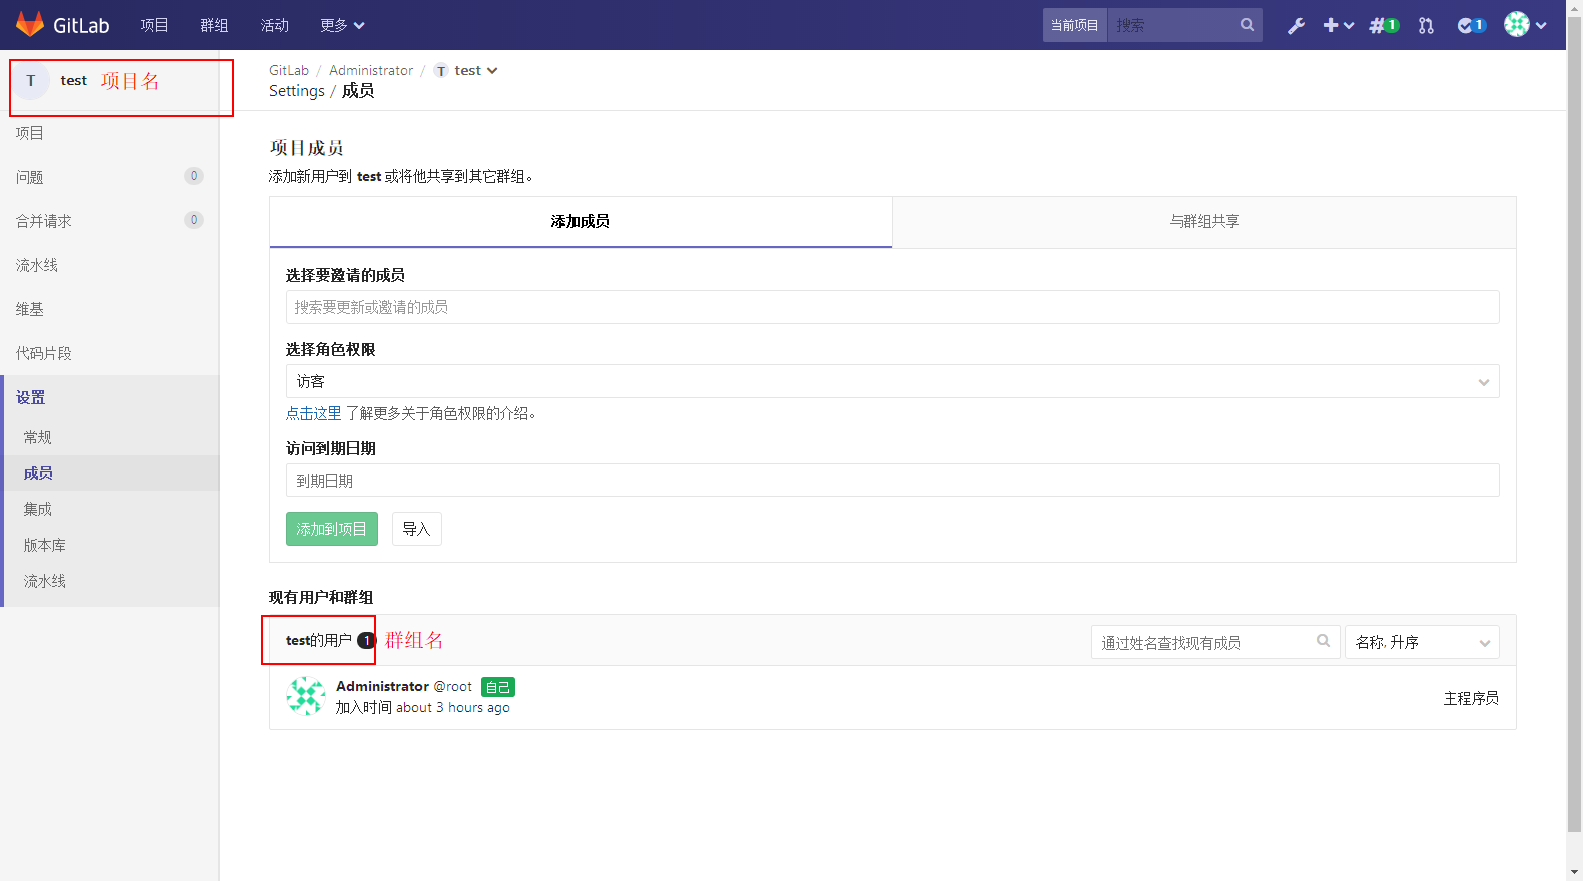 GitLab 项目 群组 活动 更多 当前项目 搜索 1 1
T test 项目名
项目
问题 0
合并请求 0
流水线
维基
代码片段
设置
常规
成员
集成
版本库
流水线
GitLab / Administrator / T test
Settings / 成员
项目成员
添加新用户到 test 或将他共享到其它群组。
添加成员 与群组共享
选择要邀请的成员
搜索要更新或邀请的成员
选择角色权限
访客
点击这里 了解更多关于角色权限的介绍。
访问到期日期
到期日期
添加到项目 导入
现有用户和群组
test的用户 1 群组名 通过姓名查找现有成员 名称, 升序
Administrator @root 自己
加入时间 about 3 hours ago
主程序员